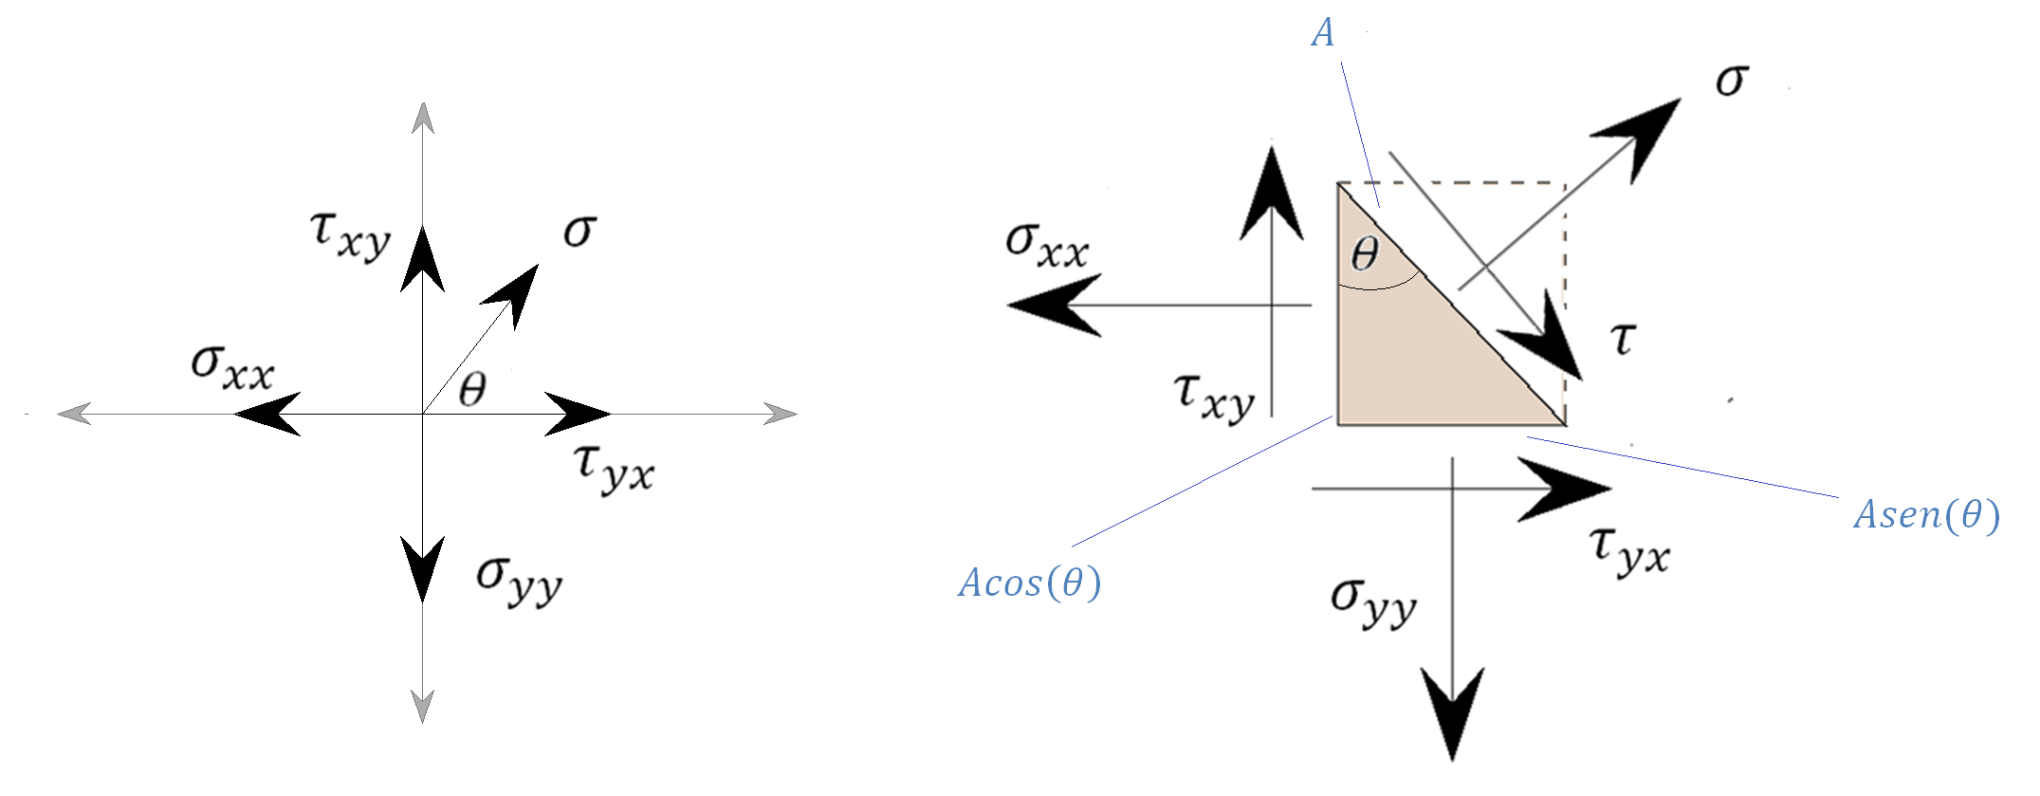 τxy
σ
σxx
θ
τyx
σyy
A
σ
σxx
θ
τ
τxy
Asen(θ)
τyx
Acos(θ)
σyy